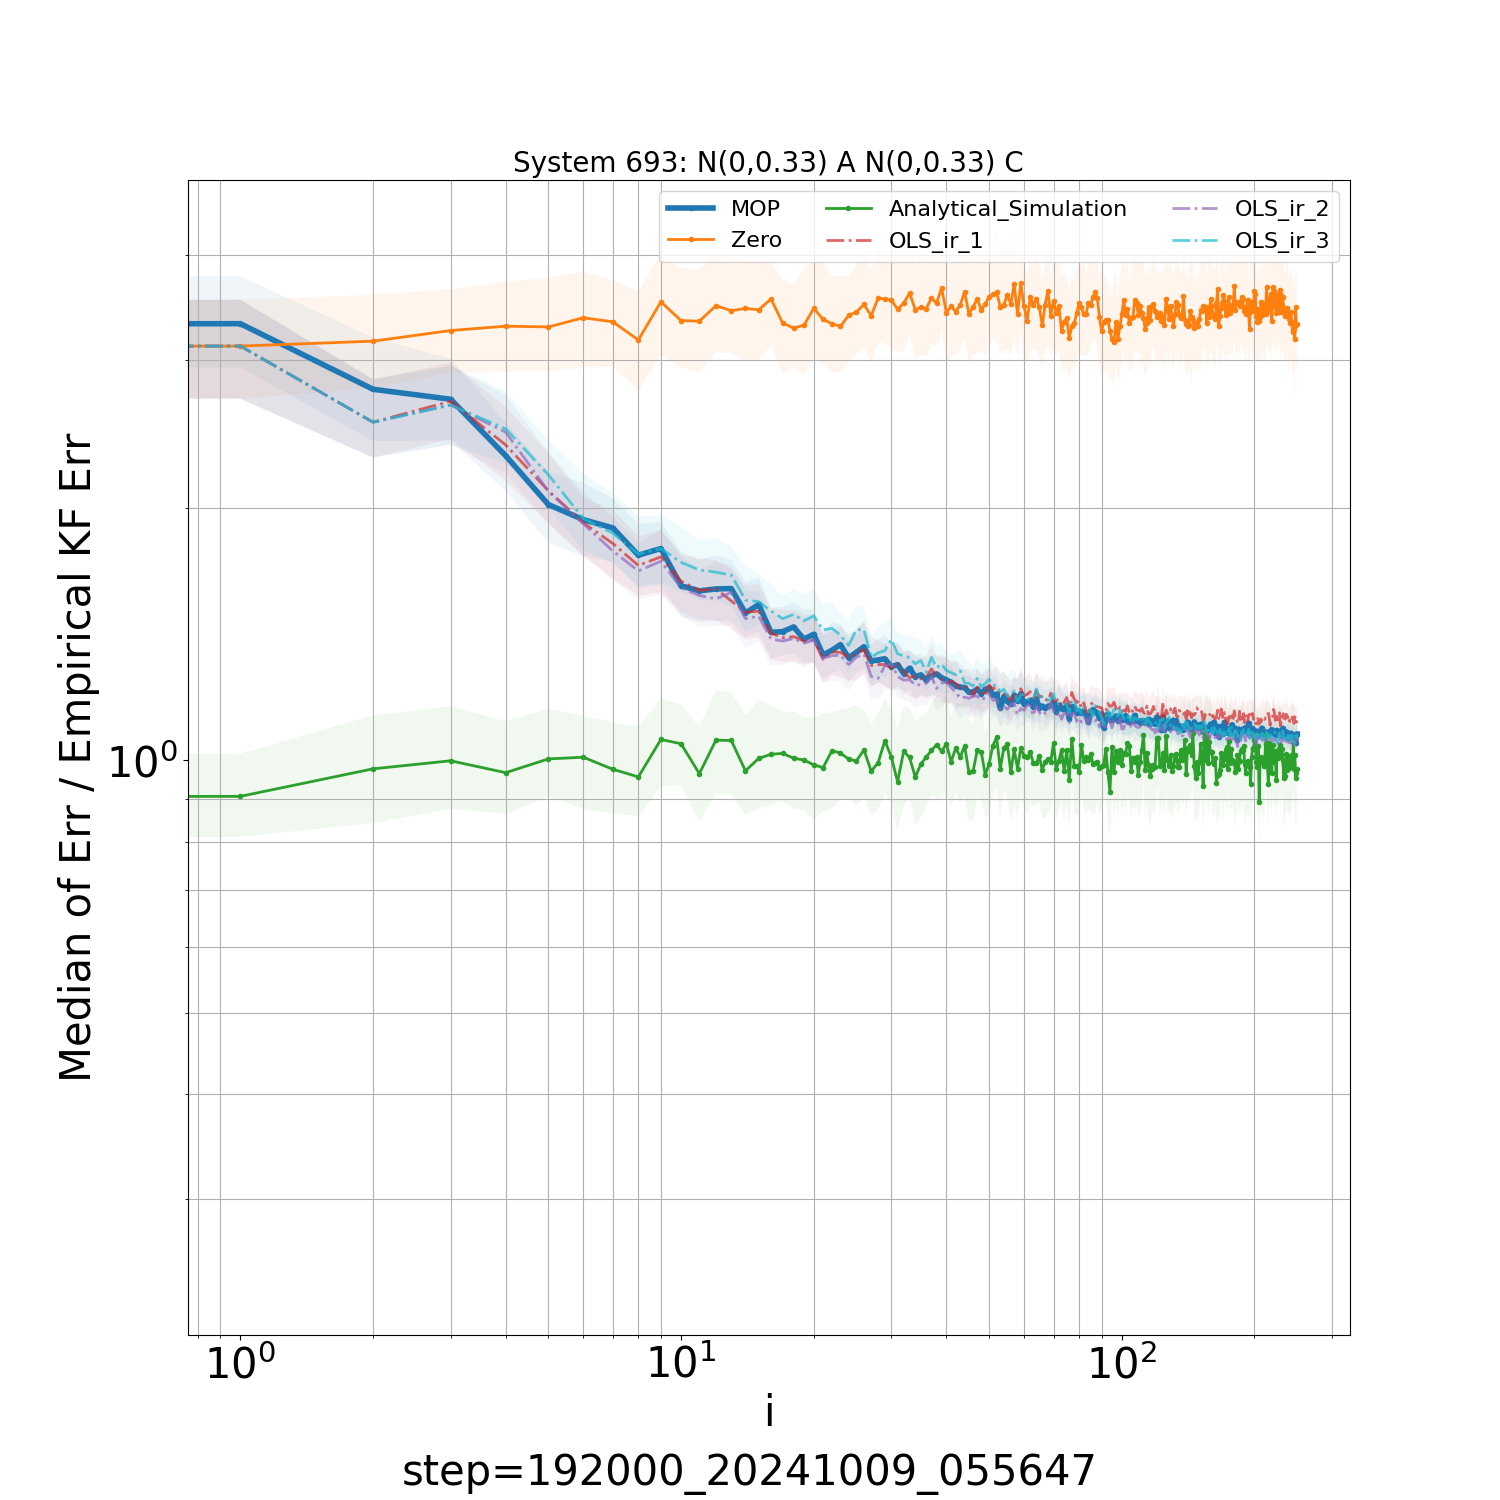 System 693: N(0,0.33) A N(0,0.33) C
MOP
Zero
Analytical_Simulation
OLS_ir_1
OLS_ir_2
OLS_ir_3
Median of Err / Empirical KF Err
10⁰
10⁰ 10¹ 10²
i
step=192000_20241009_055647